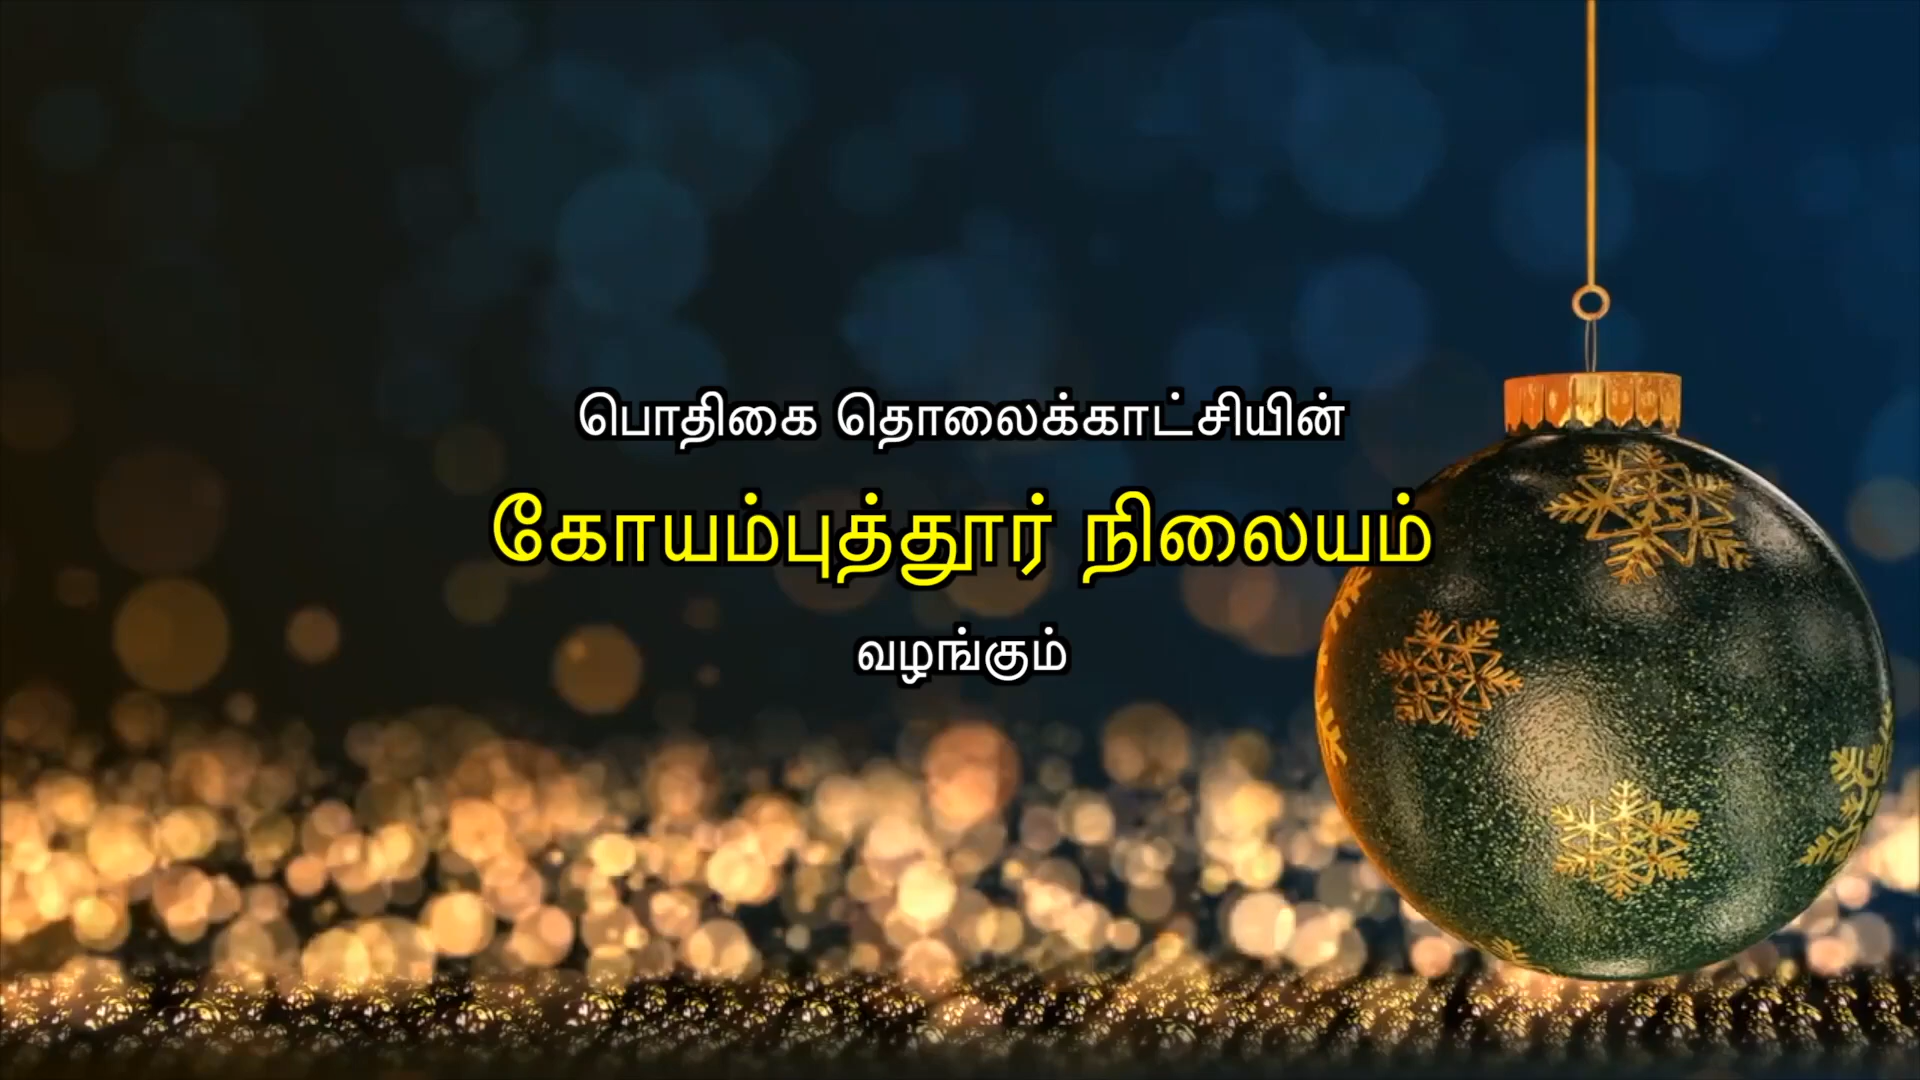 பொதிகை தொலைக்காட்சியின்
கோயம்புத்தூர் நிலையம்
வழங்கும்